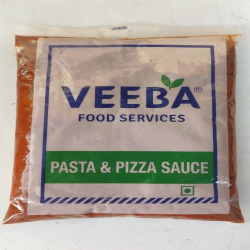 VEEBA®
FOOD SERVICES
PASTA & PIZZA SAUCE